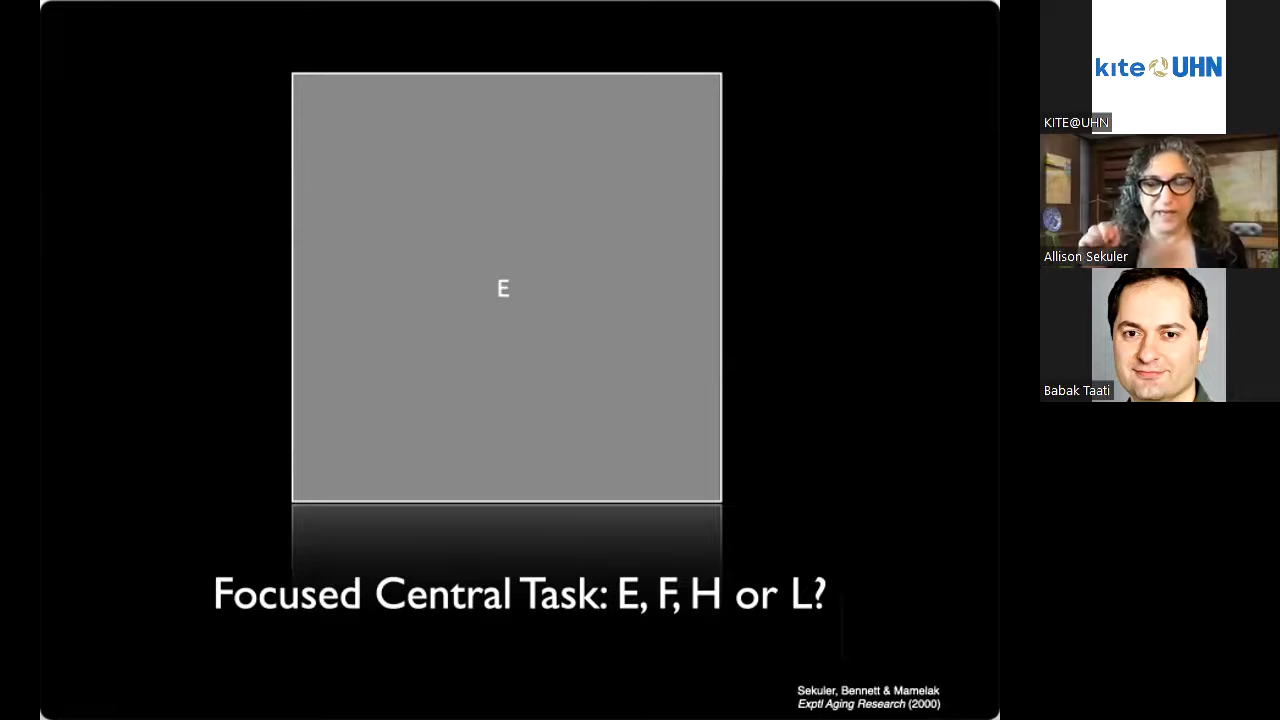 E
Focused Central Task: E, F, H or L?
Sekuler, Bennett & Mamelak
Exptl Aging Research (2000)
kite UHN
KITE@UHN
Allison Sekuler
Babak Taati